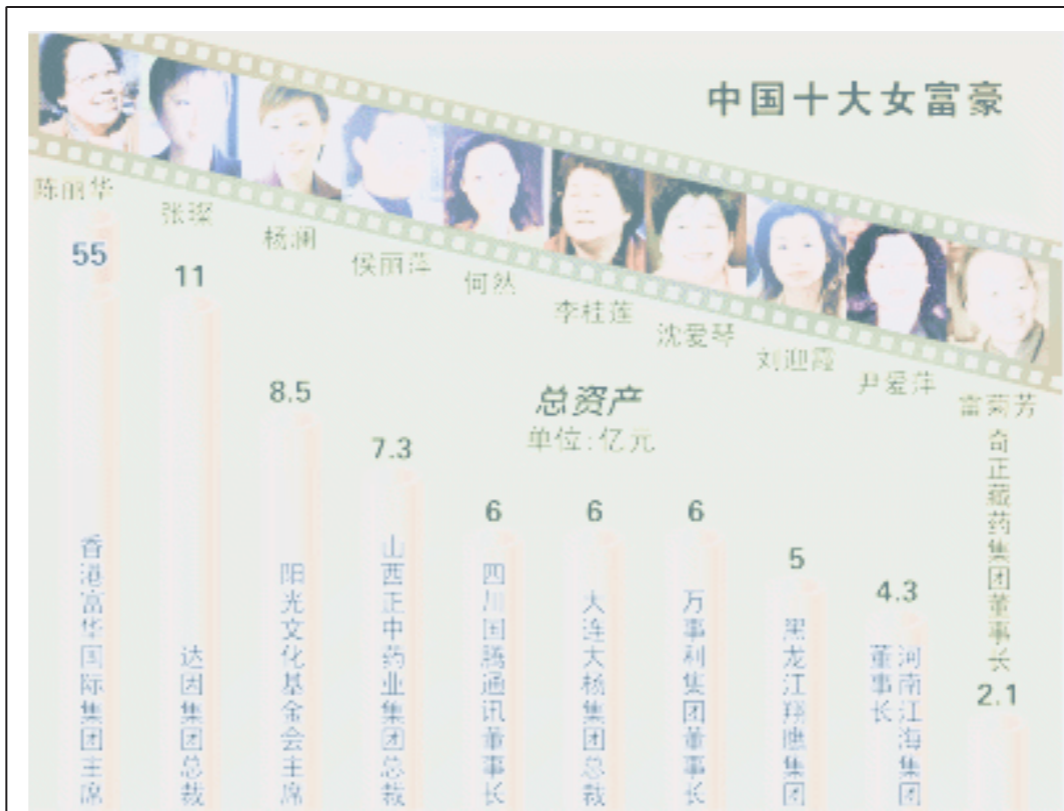 中国十大女富豪
陈丽华
张璨
杨澜
侯丽萍
何然
李桂莲
沈爱琴
刘迎霞
尹爱萍
雷菊芳
总资产
单位:亿元
55
11
8.5
7.3
6
6
6
5
4.3
2.1
香港富华国际集团主席
达因集团总裁
阳光文化基金会主席
山西正中药业集团总裁
四川国腾通讯董事长
大连大杨集团总裁
万事利集团董事长
黑龙江翔鹰集团
河南江海集团
董事长
奇正藏药集团董事长